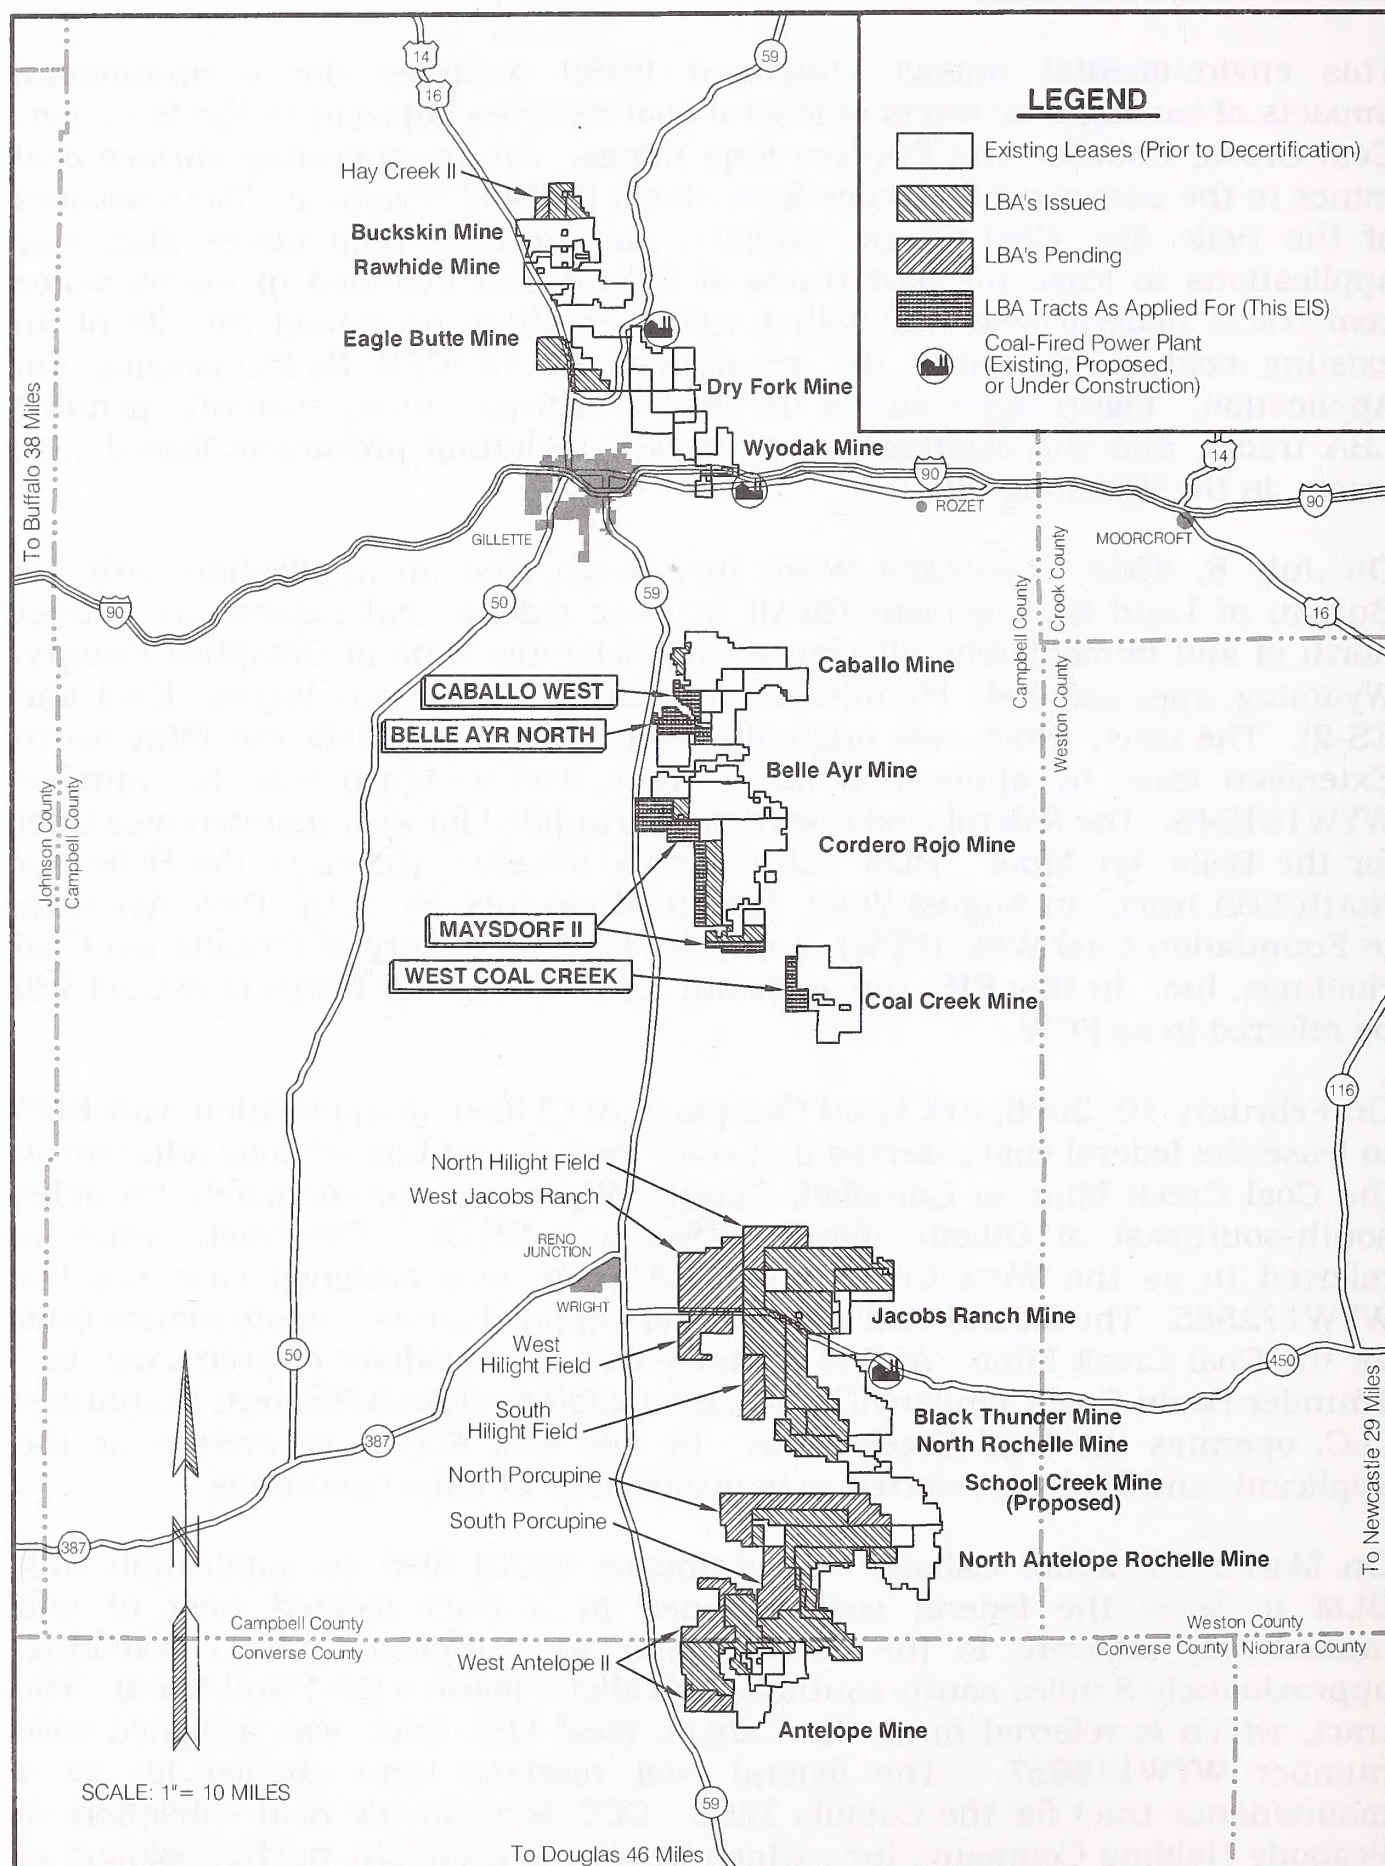 14
16
59
LEGEND
Existing Leases (Prior to Decertification)
LBA's Issued
LBA's Pending
LBA Tracts As Applied For (This EIS)
Coal-Fired Power Plant
(Existing, Proposed,
or Under Construction)
Hay Creek II
Buckskin Mine
Rawhide Mine
Eagle Butte Mine
Dry Fork Mine
Wyodak Mine
To Buffalo 38 Miles
GILLETTE
90
ROZET
14
90
MOORCROFT
90
50
59
16
Campbell County
Crook County
Weston County
Caballo Mine
CABALLO WEST
BELLE AYR NORTH
Belle Ayr Mine
Johnson County
Campbell County
Cordero Rojo Mine
MAYSDORF II
WEST COAL CREEK
Coal Creek Mine
116
North Hilight Field
West Jacobs Ranch
RENO
JUNCTION
WRIGHT
Jacobs Ranch Mine
West
Hilight Field
50
450
South
Hilight Field
Black Thunder Mine
North Rochelle Mine
387
North Porcupine
School Creek Mine
(Proposed)
South Porcupine
387
North Antelope Rochelle Mine
To Newcastle 29 Miles
Campbell County
Converse County
Weston County
Converse County
Niobrara County
West Antelope II
Antelope Mine
SCALE: 1"= 10 MILES
59
To Douglas 46 Miles